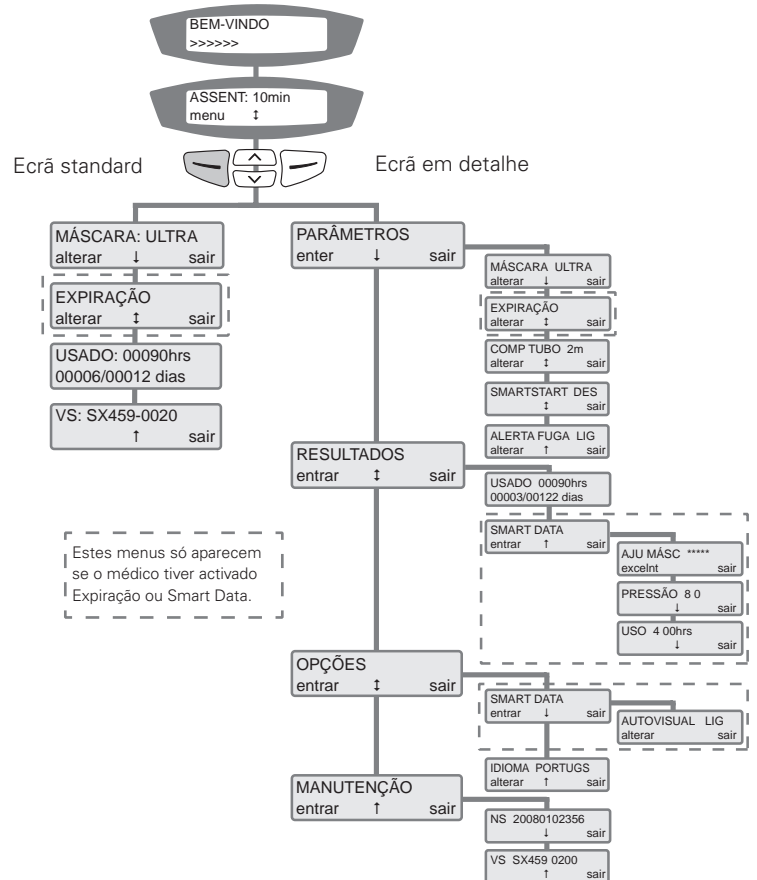 BEM-VINDO
>>>>>>
ASSENT: 10min
menu ↕
Ecrã standard
Ecrã em detalhe
MÁSCARA: ULTRA
alterar ↓ sair
EXPIRAÇÃO
alterar ↕ sair
USADO: 00090hrs
00006/00012 dias
VS: SX459-0020
↑ sair
Estes menus só aparecem
se o médico tiver activado
Expiração ou Smart Data.
PARÂMETROS
enter ↓ sair
MÁSCARA ULTRA
alterar ↓ sair
EXPIRAÇÃO
alterar ↕ sair
COMP TUBO 2m
alterar ↕ sair
SMARTSTART DES
↕ sair
ALERTA FUGA LIG
alterar ↑ sair
RESULTADOS
entrar ↕ sair
USADO 00090hrs
00003/00122 dias
SMART DATA
entrar ↑ sair
AJU MÁSC *****
excelnt sair
PRESSÃO 8 0
↓ sair
USO 4 00hrs
↓ sair
OPÇÕES
entrar ↕ sair
SMART DATA
entrar ↓ sair
AUTOVISUAL LIG
alterar sair
IDIOMA PORTUGS
alterar ↑ sair
MANUTENÇÃO
entrar ↑ sair
NS 20080102356
↓ sair
VS SX459 0200
↑ sair